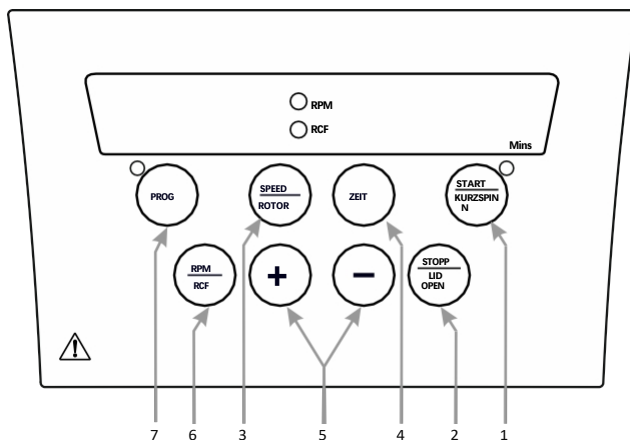 RPM
RCF
Mins
PROG
SPEED
ROTOR
ZEIT
START
KURZSPIN
N
RPM
RCF
+
−
STOPP
LID
OPEN
7 6 3 5 4 2 1